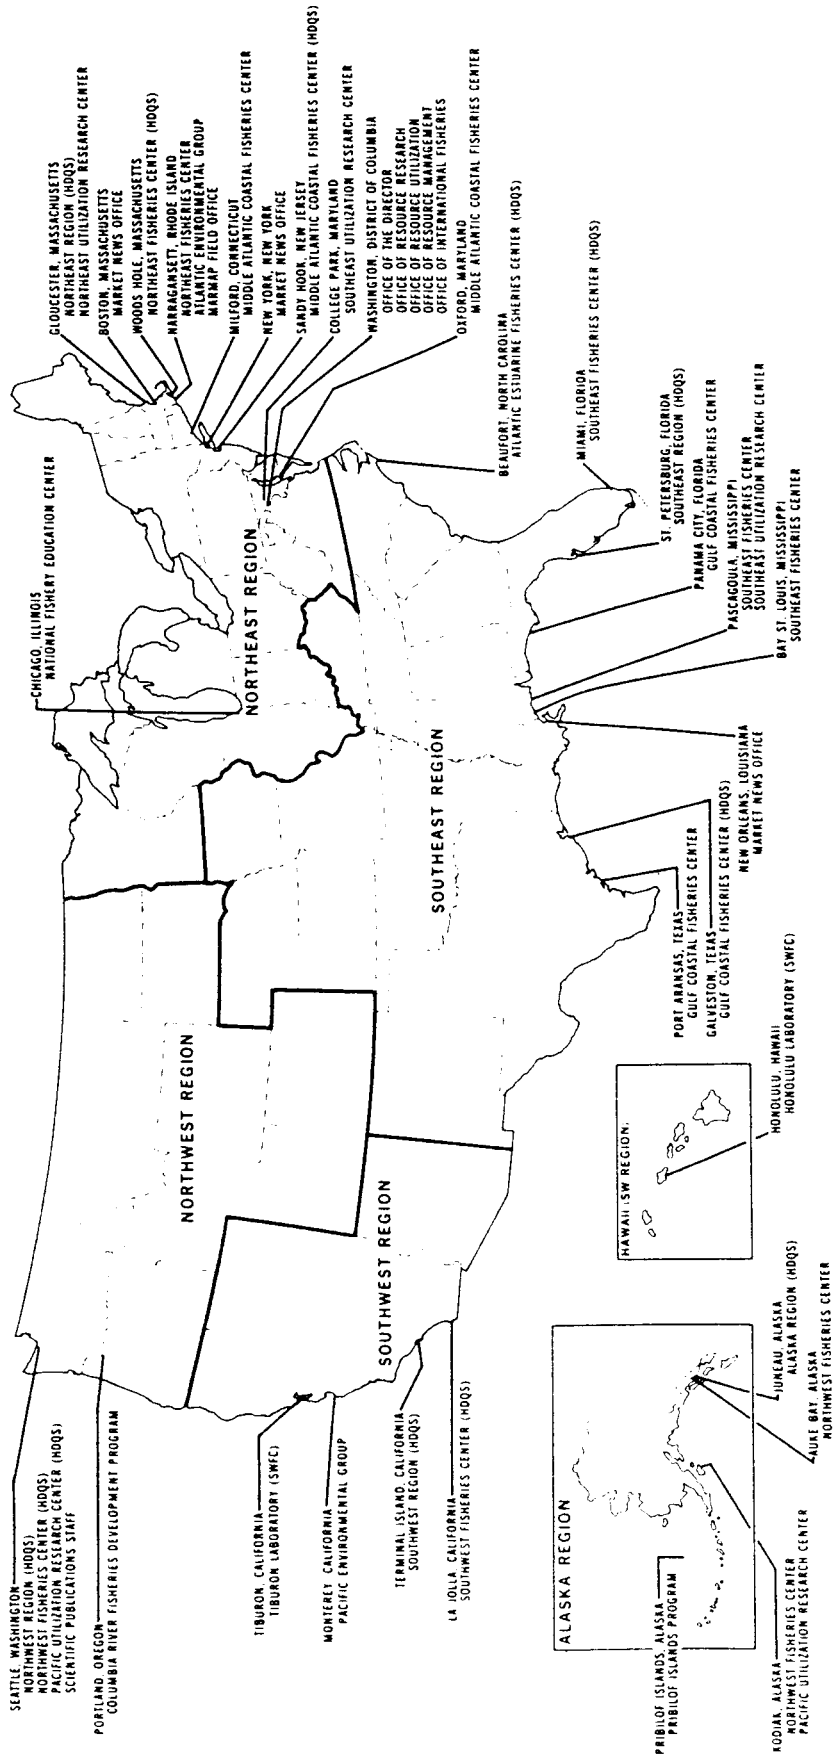 SEATTLE, WASHINGTON
NORTHWEST REGION (HDQS)
NORTHWEST FISHERIES CENTER (HDQS)
PACIFIC UTILIZATION RESEARCH CENTER (HDQS)
SCIENTIFIC PUBLICATIONS STAFF
PORTLAND, OREGON
COLUMBIA RIVER FISHERIES DEVELOPMENT PROGRAM
TIBURON, CALIFORNIA
TIBURON LABORATORY (SWFC)
MONTEREY CALIFORNIA
PACIFIC ENVIRONMENTAL GROUP
TERMINAL ISLAND, CALIFORNIA
SOUTHWEST REGION (HDQS)
LA JOLLA, CALIFORNIA
SOUTHWEST FISHERIES CENTER (HDQS)
NORTHWEST REGION
SOUTHWEST REGION
CHICAGO, ILLINOIS
NATIONAL FISHERY EDUCATION CENTER
NORTHEAST REGION
SOUTHEAST REGION
GLOUCESTER, MASSACHUSETTS
NORTHEAST REGION (HDQS)
NORTHEAST UTILIZATION RESEARCH CENTER
BOSTON, MASSACHUSETTS
MARKET NEWS OFFICE
WOODS HOLE, MASSACHUSETTS
NORTHEAST FISHERIES CENTER (HDQS)
NARRAGANSETT, RHODE ISLAND
NORTHEAST FISHERIES CENTER
ATLANTIC ENVIRONMENTAL GROUP
MARMAP FIELD OFFICE
MILFORD, CONNECTICUT
MIDDLE ATLANTIC COASTAL FISHERIES CENTER
NEW YORK, NEW YORK
MARKET NEWS OFFICE
SANDY HOOK, NEW JERSEY
MIDDLE ATLANTIC COASTAL FISHERIES CENTER (HDQS)
COLLEGE PARK, MARYLAND
SOUTHEAST UTILIZATION RESEARCH CENTER
WASHINGTON, DISTRICT OF COLUMBIA
OFFICE OF THE DIRECTOR
OFFICE OF RESOURCE RESEARCH
OFFICE OF RESOURCE UTILIZATION
OFFICE OF RESOURCE MANAGEMENT
OFFICE OF INTERNATIONAL FISHERIES
OXFORD, MARYLAND
MIDDLE ATLANTIC COASTAL FISHERIES CENTER
BEAUFORT, NORTH CAROLINA
ATLANTIC ESTUARINE FISHERIES CENTER (HDQS)
MIAMI, FLORIDA
SOUTHEAST FISHERIES CENTER (HDQS)
ST. PETERSBURG, FLORIDA
SOUTHEAST REGION (HDQS)
PANAMA CITY, FLORIDA
GULF COASTAL FISHERIES CENTER
PASCAGOULA, MISSISSIPPI
SOUTHEAST FISHERIES CENTER
SOUTHEAST UTILIZATION RESEARCH CENTER
BAY ST. LOUIS, MISSISSIPPI
SOUTHEAST FISHERIES CENTER
NEW ORLEANS, LOUISIANA
MARKET NEWS OFFICE
PORT ARANSAS, TEXAS
GULF COASTAL FISHERIES CENTER
GALVESTON, TEXAS
GULF COASTAL FISHERIES CENTER (HDQS)
HAWAII (SW REGION)
HONOLULU, HAWAII
HONOLULU LABORATORY (SWFC)
ALASKA REGION
PRIBILOF ISLANDS, ALASKA
PRIBILOF ISLANDS PROGRAM
JUNEAU, ALASKA
ALASKA REGION (HDQS)
AUKE BAY, ALASKA
NORTHWEST FISHERIES CENTER
KODIAK, ALASKA
NORTHWEST FISHERIES CENTER
PACIFIC UTILIZATION RESEARCH CENTER